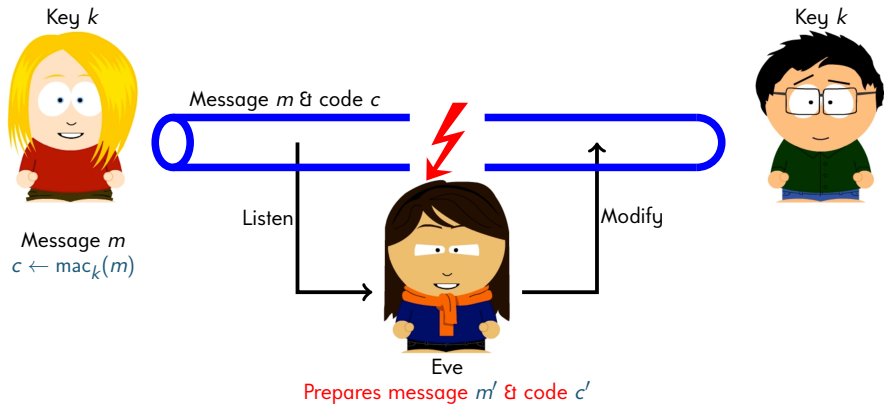 Key k
Key k
Message m & code c
Listen
Modify
Message m
c ← mac_k(m)
Eve
Prepares message m′ & code c′